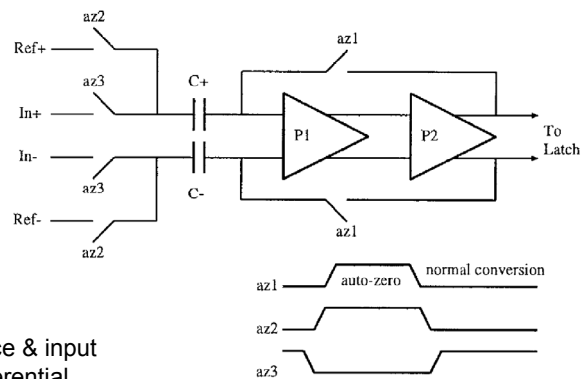 az2
Ref+
az3
In+
C+
az1
P1
P2
To
Latch
In-
az3
C-
Ref-
az2
az1
az1
auto-zero
normal conversion
az2
az3
& input